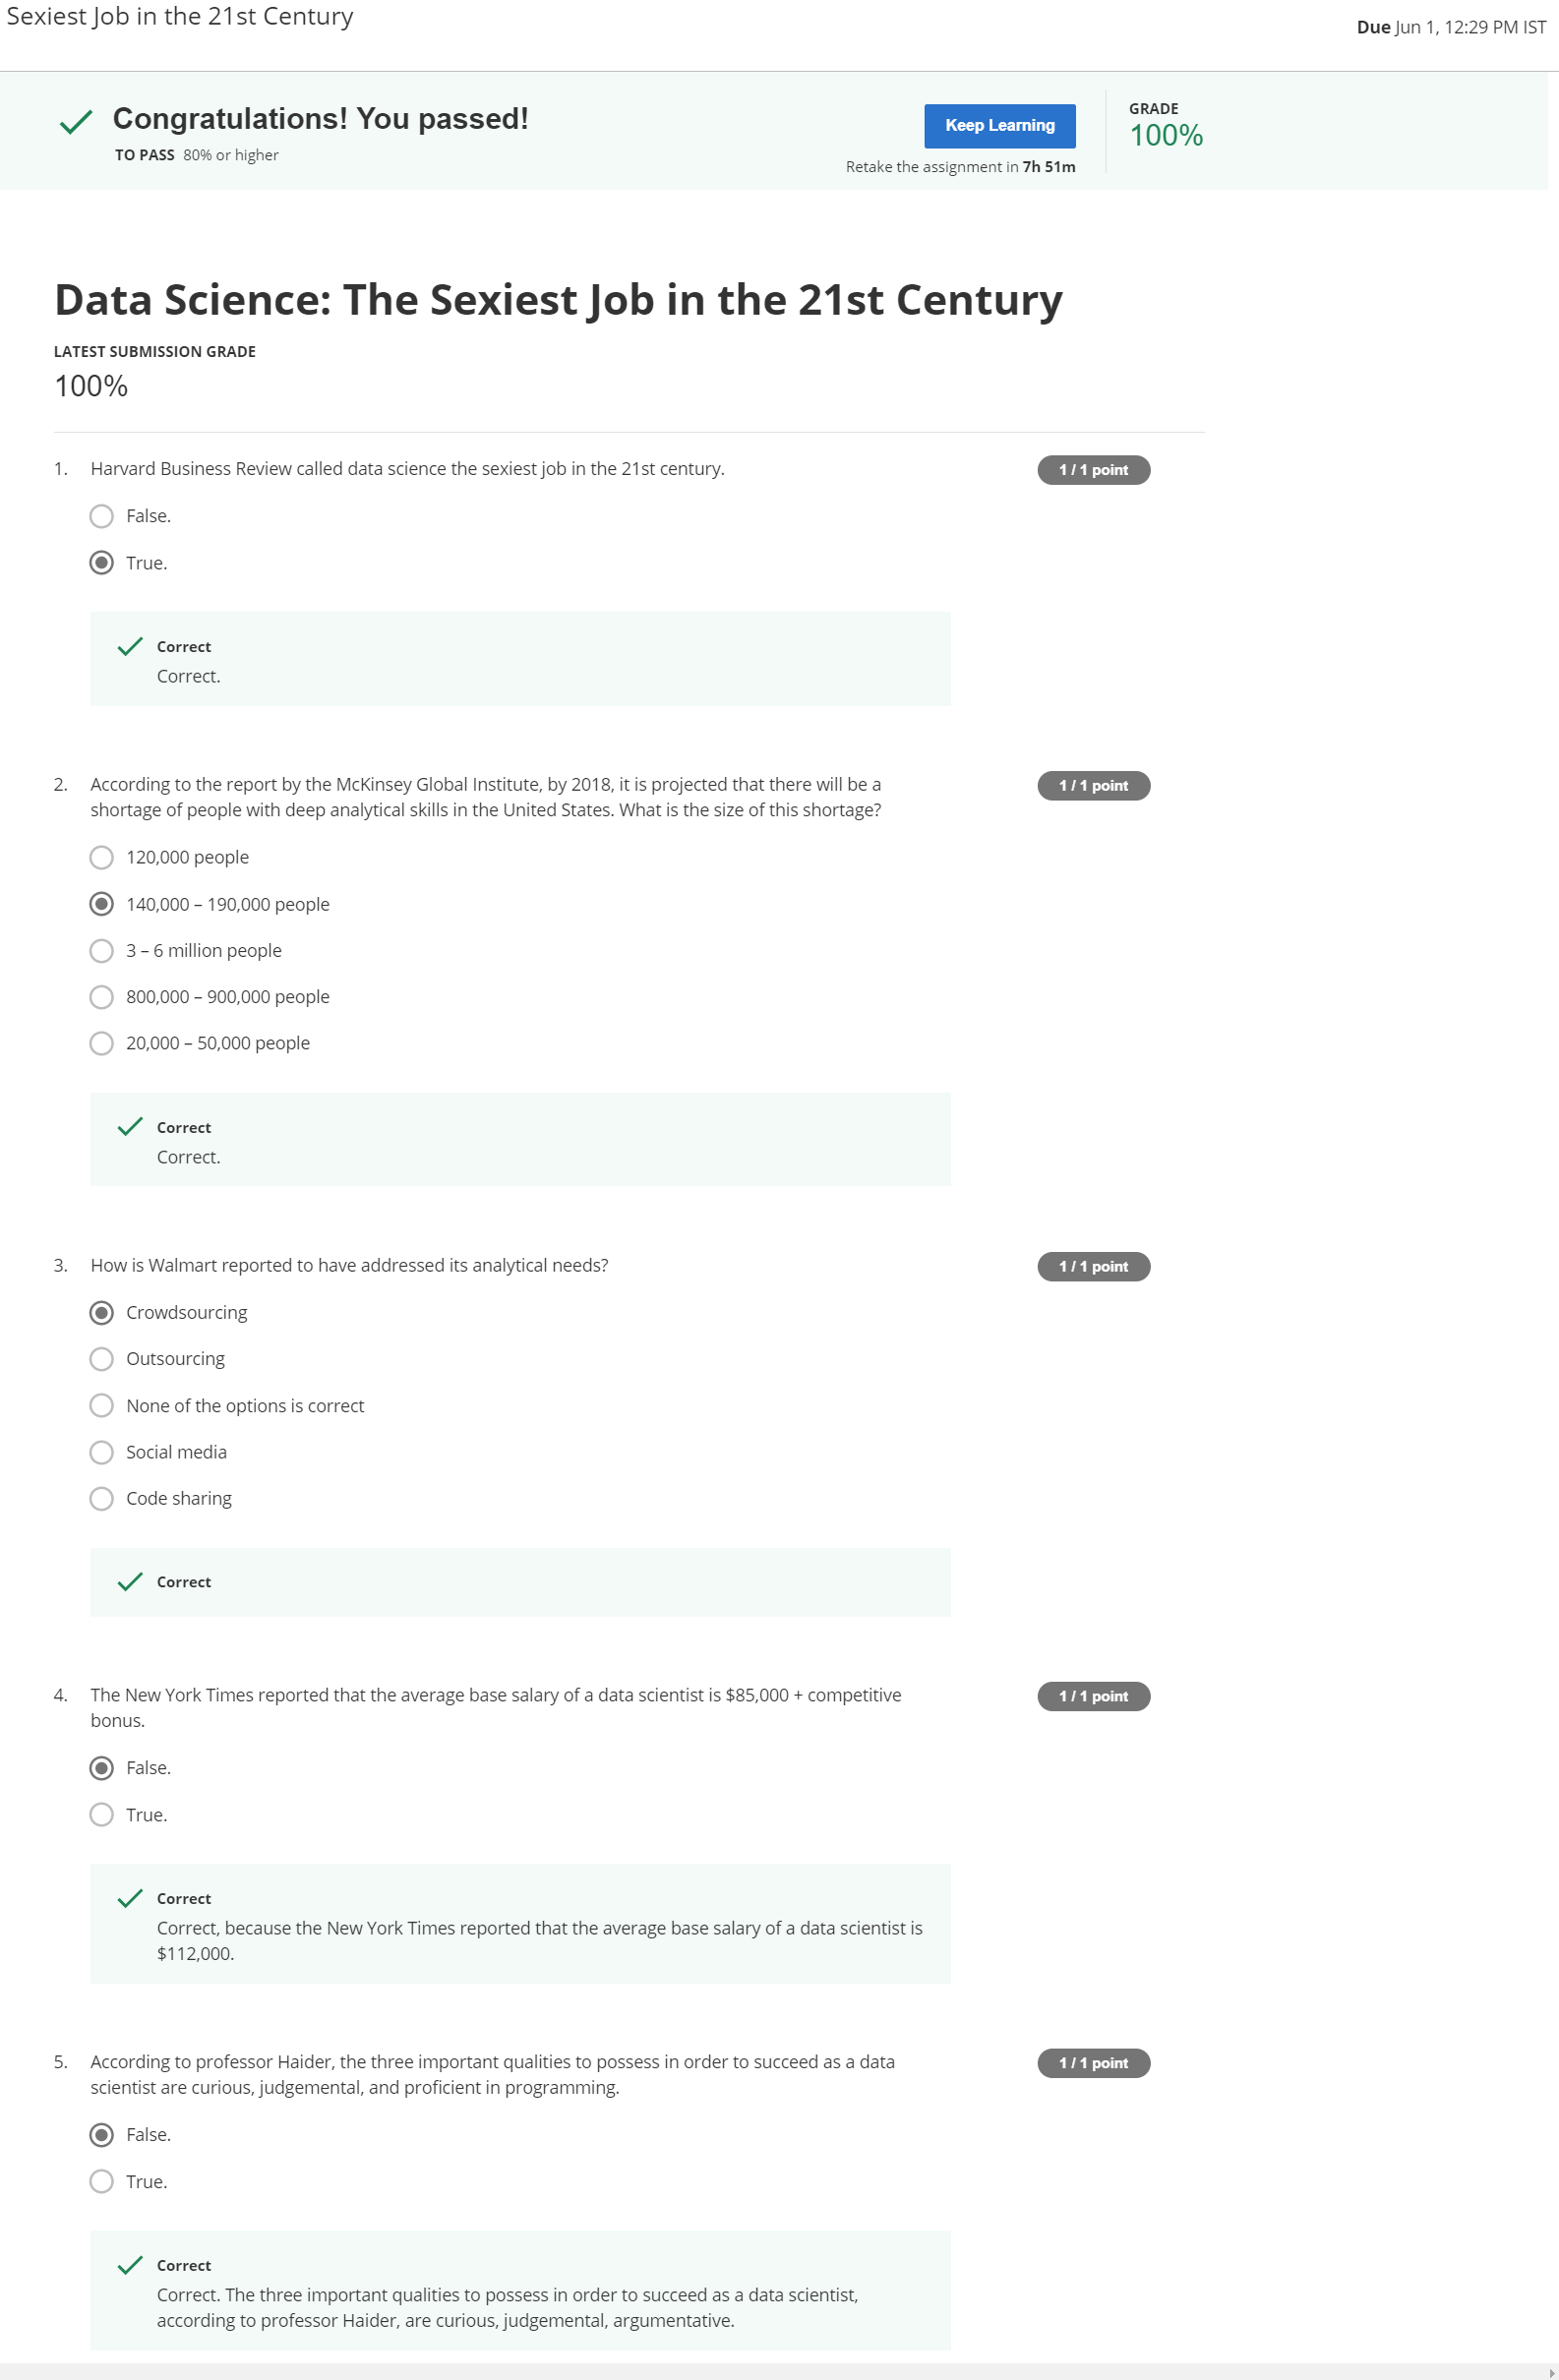 Sexiest Job in the 21st Century
Due Jun 1, 12:29 PM IST
Congratulations! You passed!
TO PASS 80% or higher
Keep Learning
Retake the assignment in 7h 51m
GRADE
100%
Data Science: The Sexiest Job in the 21st Century
LATEST SUBMISSION GRADE
100%
1. Harvard Business Review called data science the sexiest job in the 21st century.
1 / 1 point
False.
True.
Correct
Correct.
2. According to the report by the McKinsey Global Institute, by 2018, it is projected that there will be a
shortage of people with deep analytical skills in the United States. What is the size of this shortage?
1 / 1 point
120,000 people
140,000 – 190,000 people
3 – 6 million people
800,000 – 900,000 people
20,000 – 50,000 people
Correct
Correct.
3. How is Walmart reported to have addressed its analytical needs?
1 / 1 point
Crowdsourcing
Outsourcing
None of the options is correct
Social media
Code sharing
Correct
4. The New York Times reported that the average base salary of a data scientist is $85,000 + competitive
bonus.
1 / 1 point
False.
True.
Correct
Correct, because the New York Times reported that the average base salary of a data scientist is
$112,000.
5. According to professor Haider, the three important qualities to possess in order to succeed as a data
scientist are curious, judgemental, and proficient in programming.
1 / 1 point
False.
True.
Correct
Correct. The three important qualities to possess in order to succeed as a data scientist,
according to professor Haider, are curious, judgemental, argumentative.